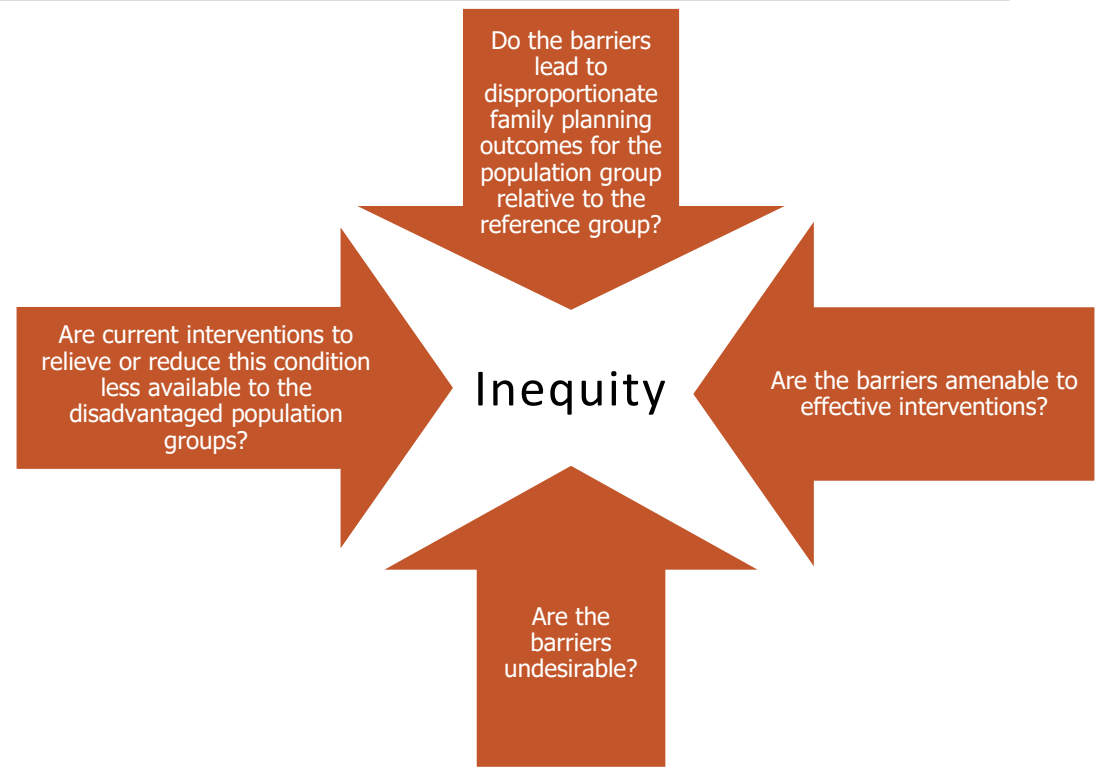 Do the barriers
lead to
disproportionate
family planning
outcomes for the
population group
relative to the
reference group?
Are current interventions to
relieve or reduce this condition
less available to the
disadvantaged population
groups?
Inequity
Are the barriers amenable to
effective interventions?
Are the
barriers
undesirable?